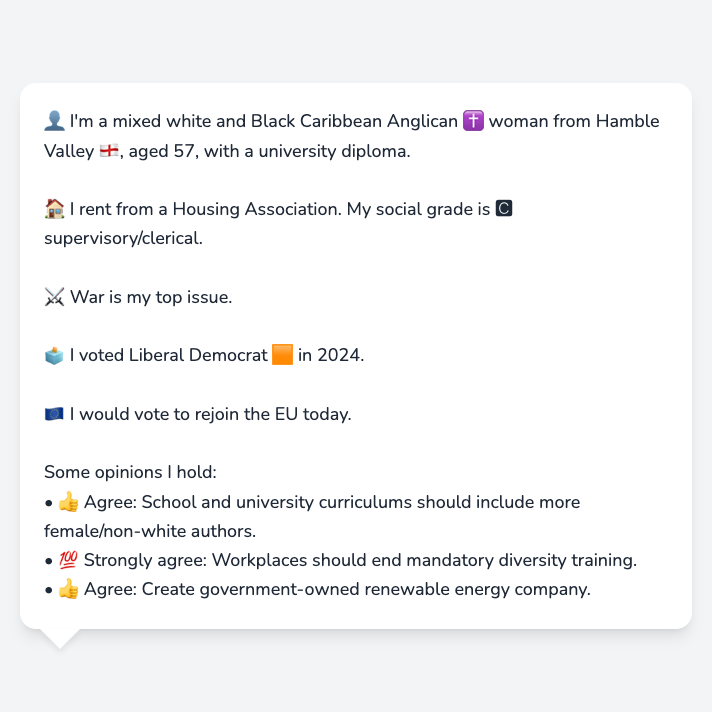 👤 I'm a mixed white and Black Caribbean Anglican ✝️ woman from Hamble
Valley 🏴󠁧󠁢󠁥󠁮󠁧󠁿, aged 57, with a university diploma.
🏠 I rent from a Housing Association. My social grade is 🅲
supervisory/clerical.
⚔️ War is my top issue.
🗳️ I voted Liberal Democrat 🟧 in 2024.
🇪🇺 I would vote to rejoin the EU today.
Some opinions I hold:
• 👍 Agree: School and university curriculums should include more
female/non-white authors.
• 💯 Strongly agree: Workplaces should end mandatory diversity training.
• 👍 Agree: Create government-owned renewable energy company.